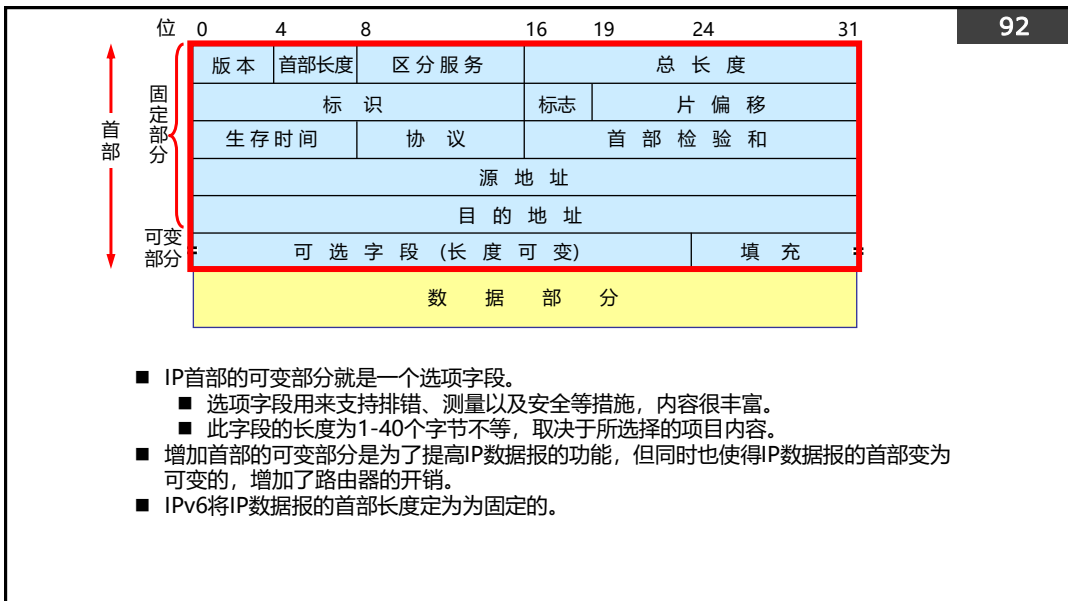 92
位 0 4 8 16 19 24 31
版本 首部长度 区分服务 总长度
标识 标志 片偏移
生存时间 协议 首部检验和
源地址
目的地址
可选字段 (长度可变) 填充
数据部分
首部
固定部分
可变部分
■ IP首部的可变部分就是一个选项字段。
■ 选项字段用来支持排错、测量以及安全等措施，内容很丰富。
■ 此字段的长度为1-40个字节不等，取决于所选择的项目内容。
■ 增加首部的可变部分是为了提高IP数据报的功能，但同时也使得IP数据报的首部变为
可变的，增加了路由器的开销。
■ IPv6将IP数据报的首部长度定为为固定的。